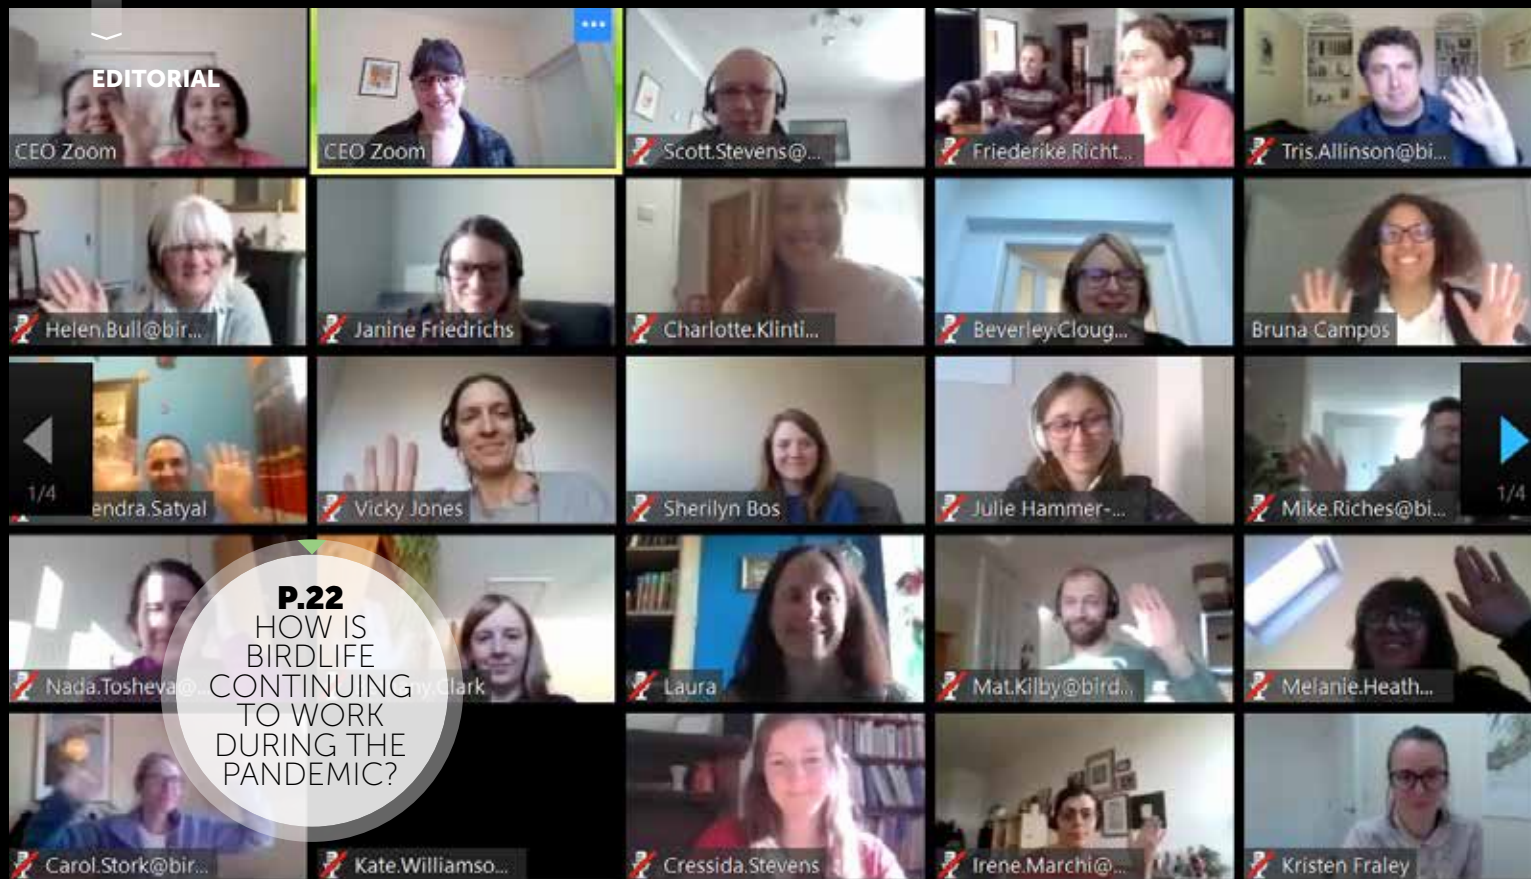 EDITORIAL
CEO Zoom
CEO Zoom
Scott.Stevens@...
Friederike.Richt...
Tris.Allinson@bi...
Helen.Bull@bir...
Janine Friedrichs
Charlotte.Klinti...
Beverley.Cloug...
Bruna Campos
1/4
endra.Satyal
Vicky Jones
Sherilyn Bos
Julie Hammer-...
Mike.Riches@bi...
1/4
Nada.Tosheva@...
ny.Clark
Laura
Mat.Kilby@bird...
Melanie.Heath...
P.22
HOW IS
BIRDLIFE
CONTINUING
TO WORK
DURING THE
PANDEMIC?
Carol.Stork@bir...
Kate.Williamso...
Cressida.Stevens
Irene.Marchi@...
Kristen Fraley